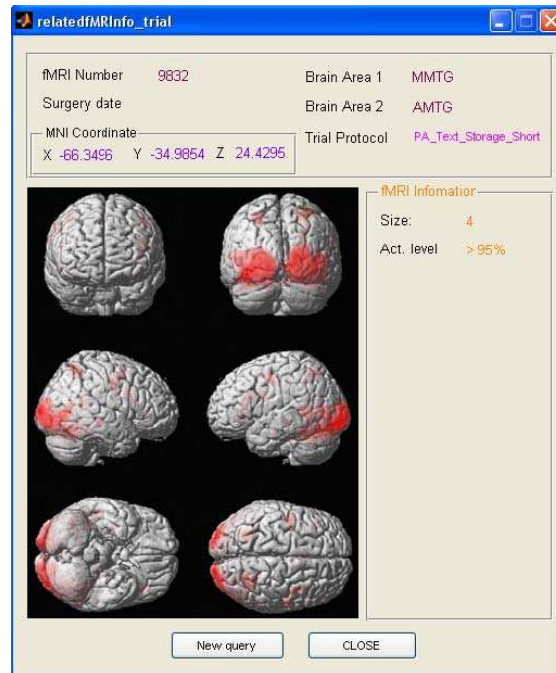 relatedfMRInfo_trial
fMRI Number 9832
Surgery date
MNI Coordinate
X -66.3496 Y -34.9854 Z 24.4295
Brain Area 1 MMTG
Brain Area 2 AMTG
Trial Protocol PA_Text_Storage_Short
fMRI Infomatior
Size: 4
Act. level > 95%
New query CLOSE